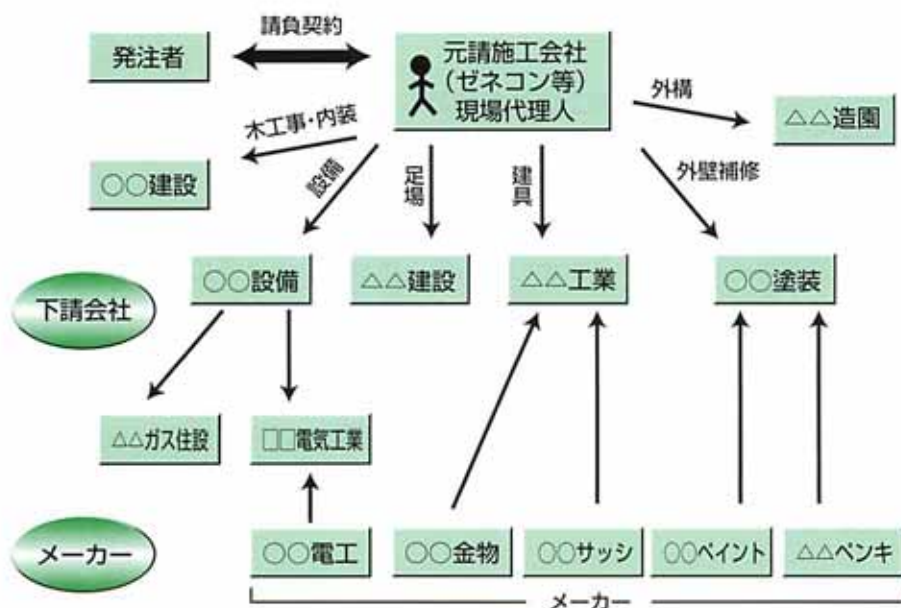 請負契約
発注者
元請施工会社
(ゼネコン等)
現場代理人
外構
△△造園
木工事・内装
○○建設
設備
足場
建具
外壁補修
○○設備
△△建設
△△工業
○○塗装
下請会社
△△ガス住設
□□電気工業
メーカー
○○電工
○○金物
○○サッシ
○○ペイント
△△ペンキ
メーカー